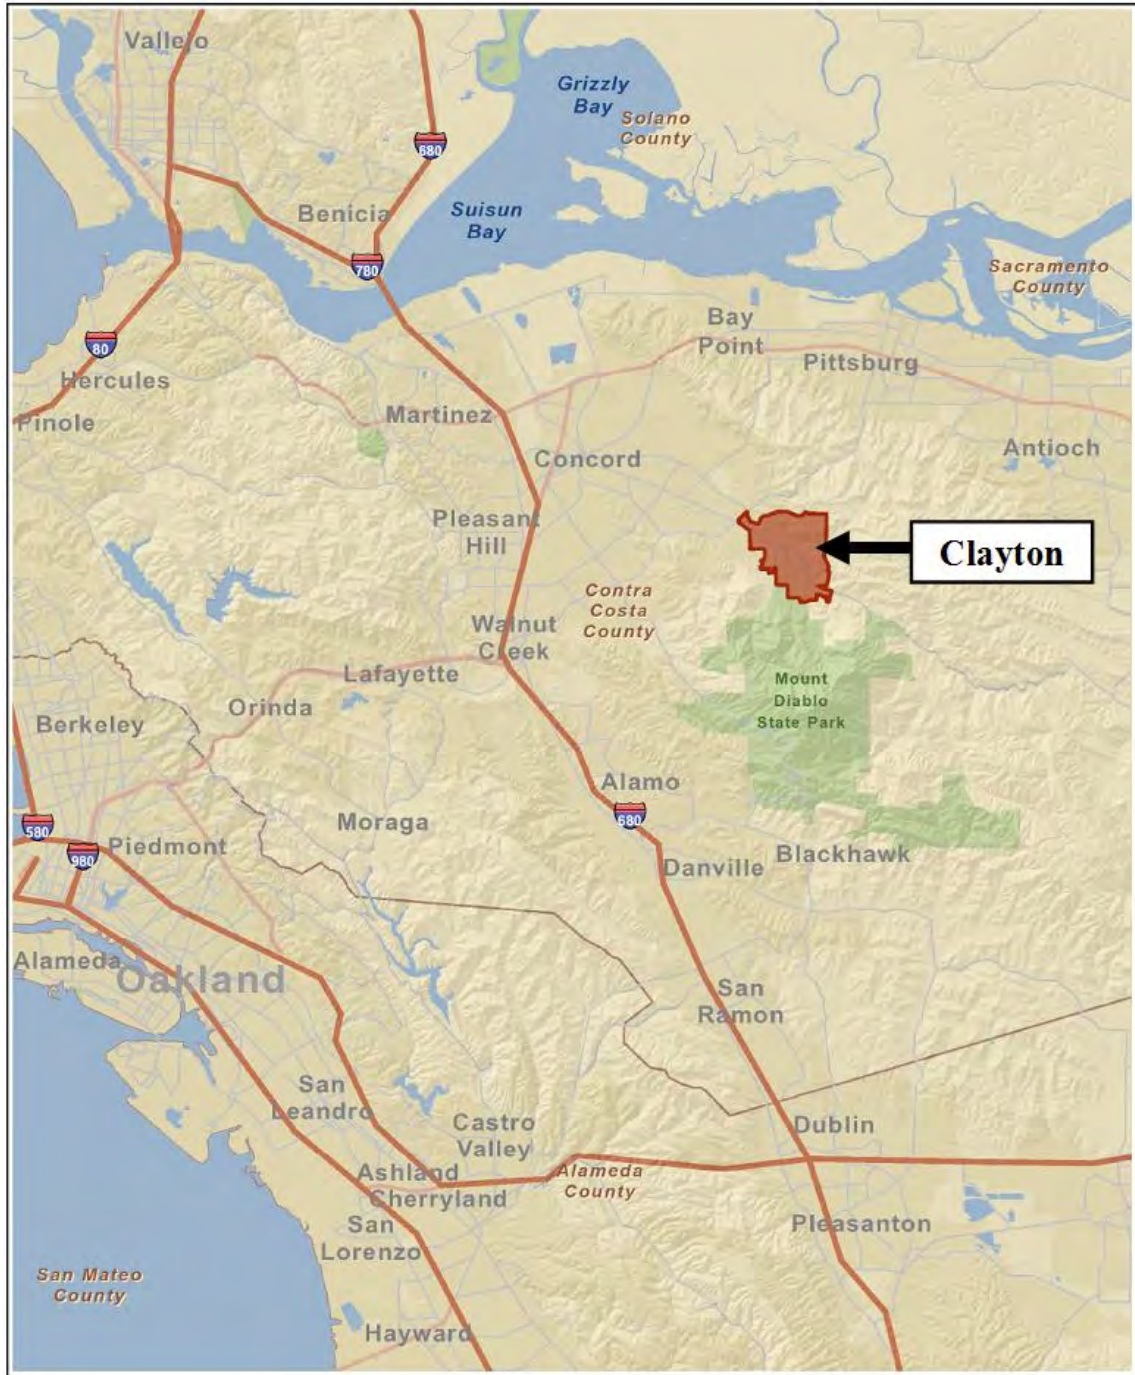 Vallejo
Grizzly
Bay
Solano
County
680
Benicia
Suisun
Bay
780
Sacramento
County
80
Bay
Point
Pittsburg
Hercules
Martinez
Pinole
Antioch
Concord
Pleasant
Hill
Clayton
Contra
Costa
County
Walnut
Creek
Lafayette
Mount
Diablo
State Park
Orinda
Berkeley
Alamo
680
Moraga
580
980
Piedmont
Blackhawk
Danville
Alameda
Oakland
San
Ramon
San
Leandro
Castro
Valley
Dublin
Ashland
Cherryland
Alameda
County
San
Lorenzo
Pleasanton
San Mateo
County
Hayward